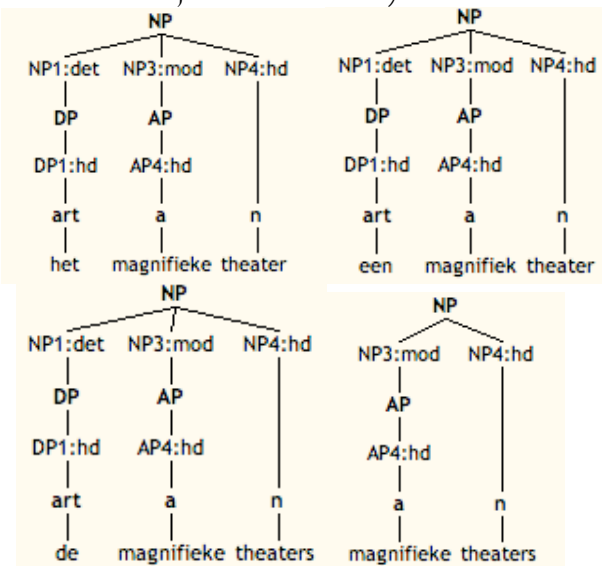 NP
NP1:det NP3:mod NP4:hd
DP AP
DP1:hd AP4:hd
art a n
het magnifieke theater
NP
NP1:det NP3:mod NP4:hd
DP AP
DP1:hd AP4:hd
art a n
een magnifiek theater
NP
NP1:det NP3:mod NP4:hd
DP AP
DP1:hd AP4:hd
art a n
de magnifieke theaters
NP
NP3:mod NP4:hd
AP
AP4:hd
a n
magnifieke theaters